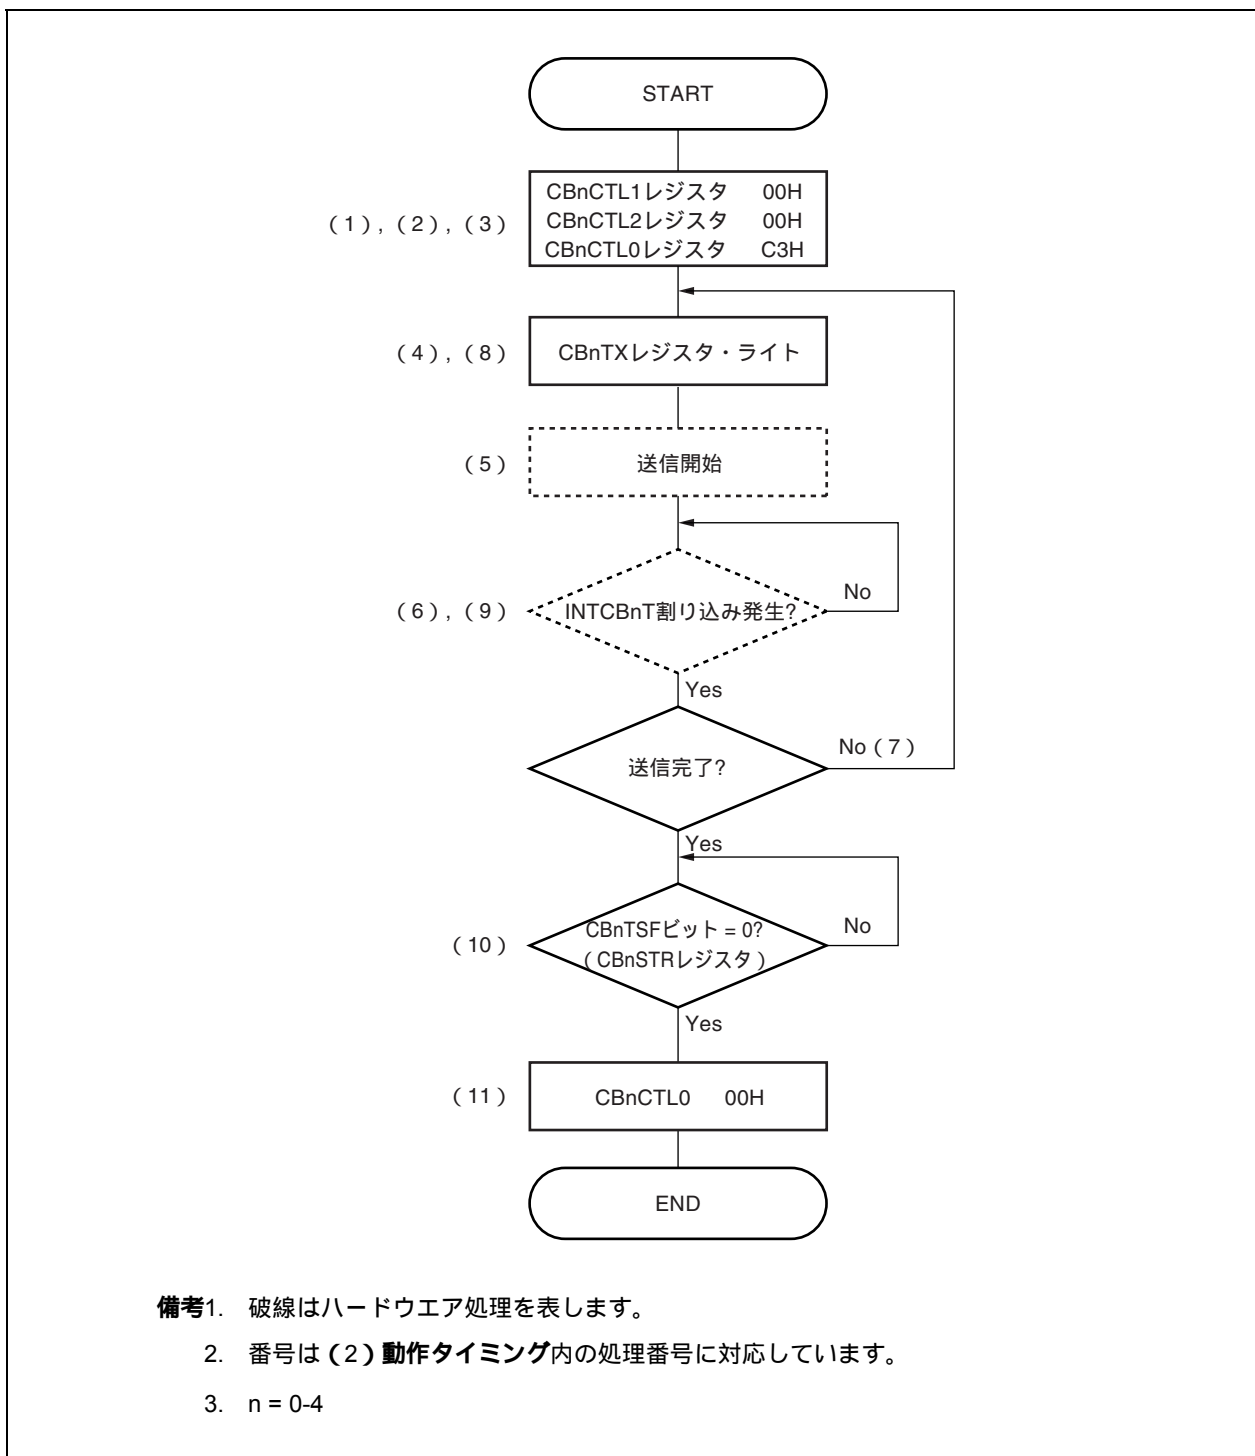 START
CBnCTL1レジスタ 00H
(1), (2), (3) CBnCTL2レジスタ 00H
CBnCTL0レジスタ C3H
(4), (8) CBnTXレジスタ・ライト
(5) 送信開始
(6), (9) INTCBnT割り込み発生? No
Yes
送信完了? No(7)
Yes
(10) CBnTSFビット = 0? No
(CBnSTRレジスタ)
Yes
(11) CBnCTL0 00H
END
備考1. 破線はハードウエア処理を表します。
2. 番号は(2)動作タイミング内の処理番号に対応しています。
3. n = 0-4